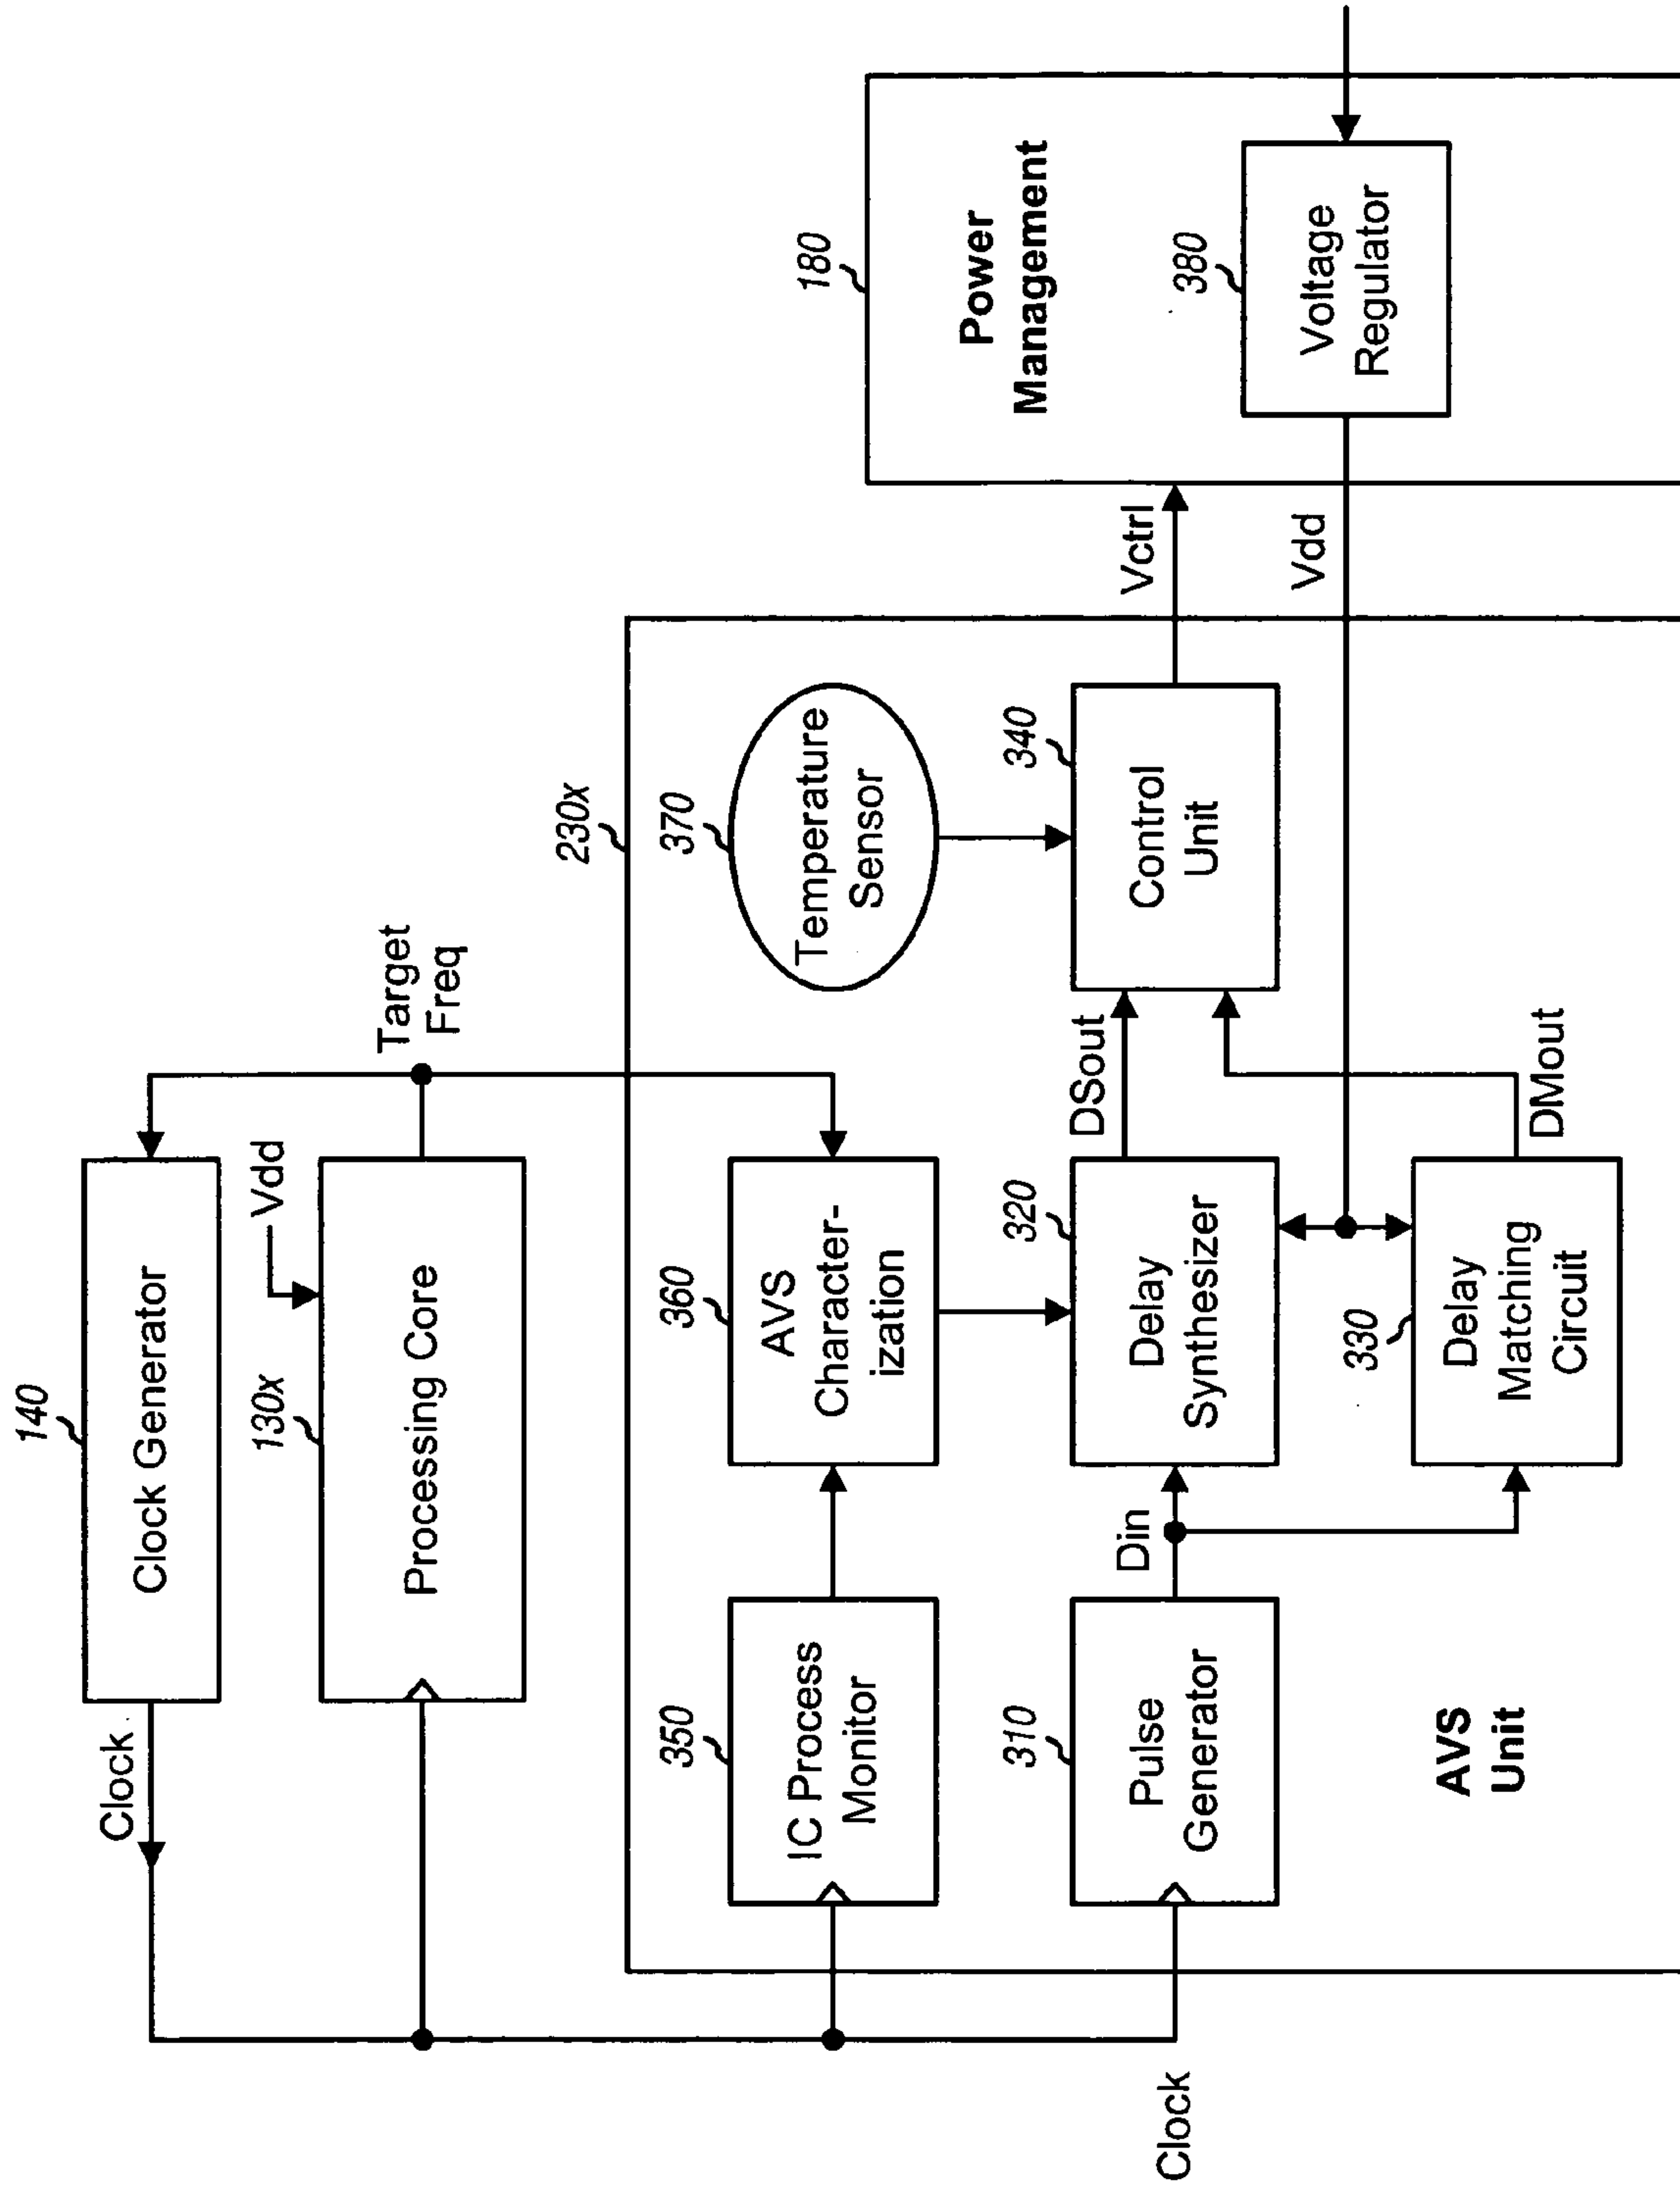 140
Clock Generator
Clock
Vdd
130x
Processing Core
Target
Freq
230x
350
IC Process
Monitor
360
AVS
Character-
ization
370
Temperature
Sensor
180
Power
Management
310
Pulse
Generator
Din
320
Delay
Synthesizer
DSout
340
Control
Unit
Vctrl
380
Voltage
Regulator
Vdd
Clock
330
Delay
Matching
Circuit
DMout
AVS
Unit